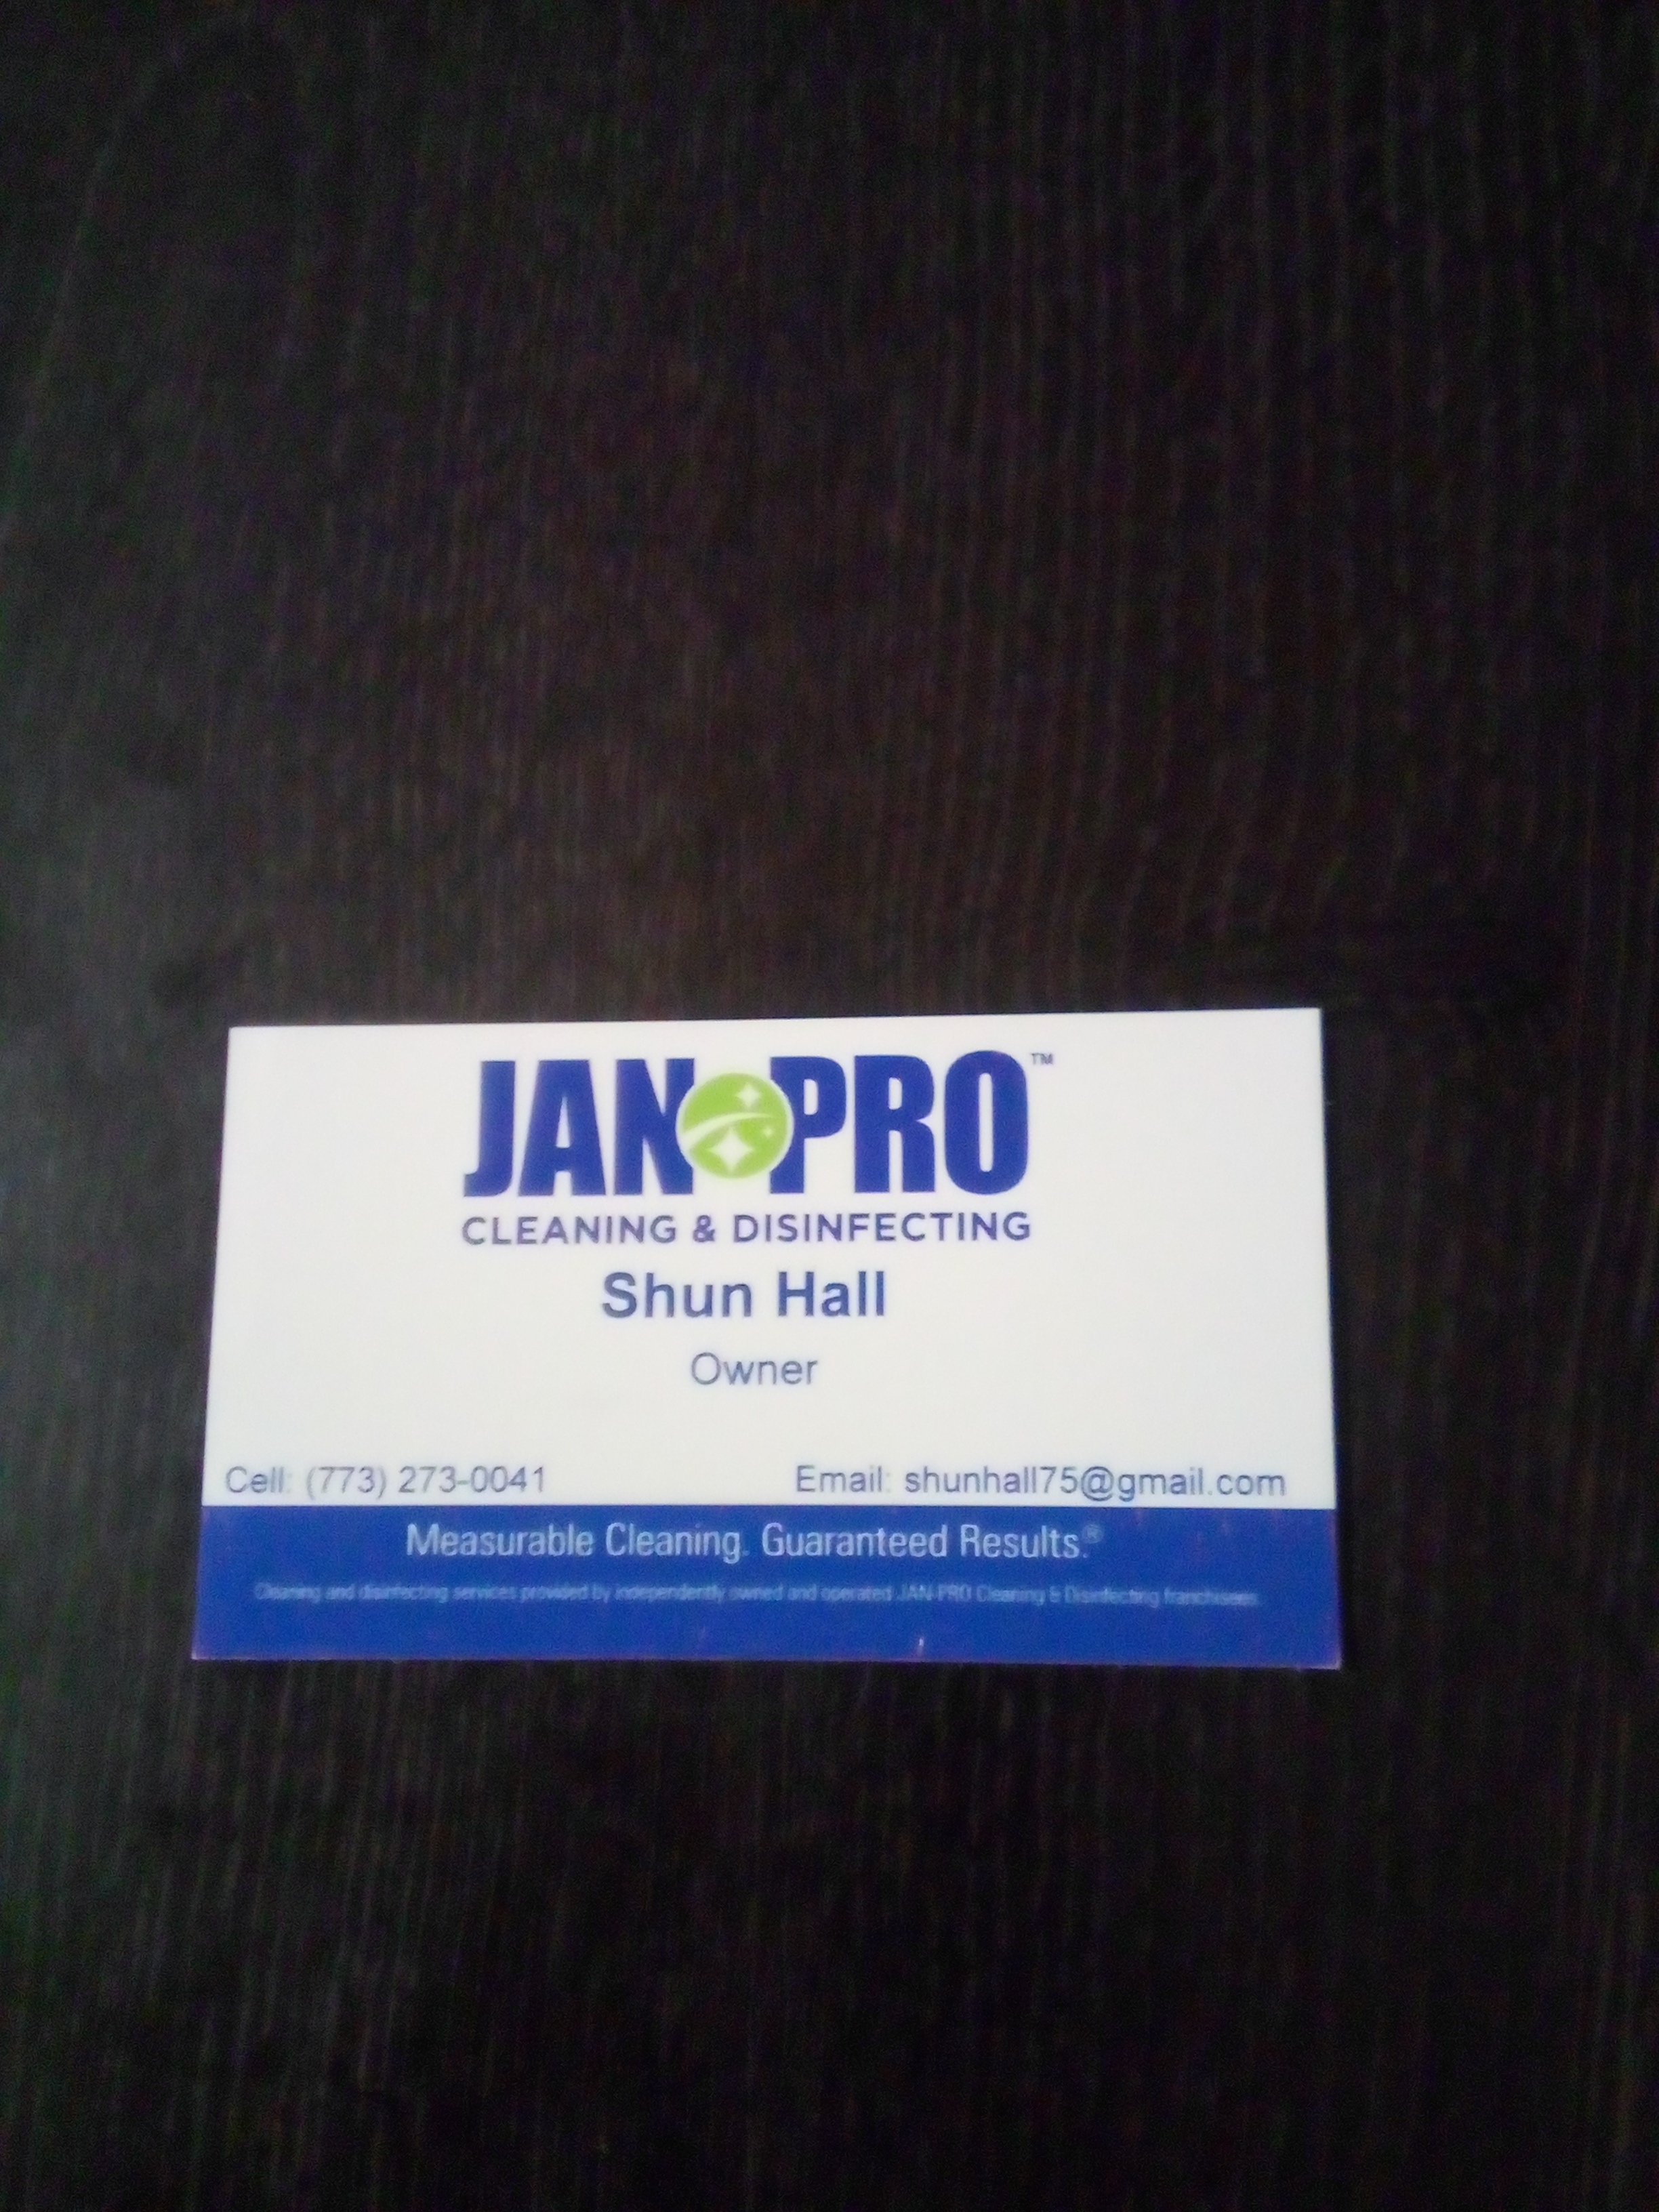 JAN-PRO™
CLEANING & DISINFECTING
Shun Hall
Owner
Cell: (773) 273-0041 Email: shunhall75@gmail.com
Measurable Cleaning. Guaranteed Results.®
Cleaning and disinfecting services provided by independently owned and operated JAN-PRO Cleaning & Disinfecting franchisees.